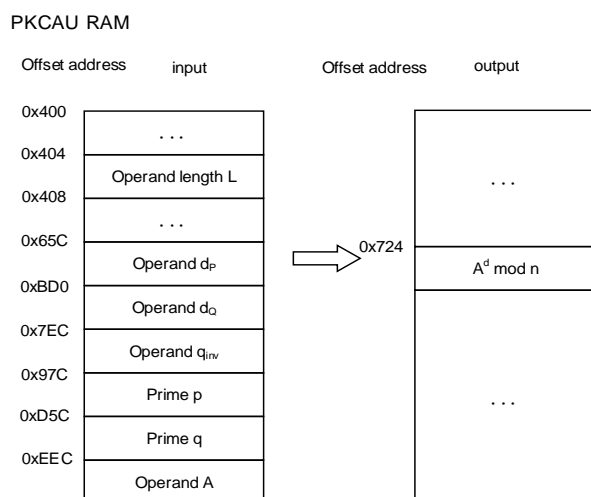 PKCAU RAM
Offset address input Offset address output
0x400
. . .
0x404
Operand length L
0x408
. . .
. . .
0x65C
0x724
Operand dP
A^d mod n
0xBD0
Operand dQ
0x7EC
Operand qinv
0x97C
Prime p
. . .
0xD5C
Prime q
0xEEC
Operand A